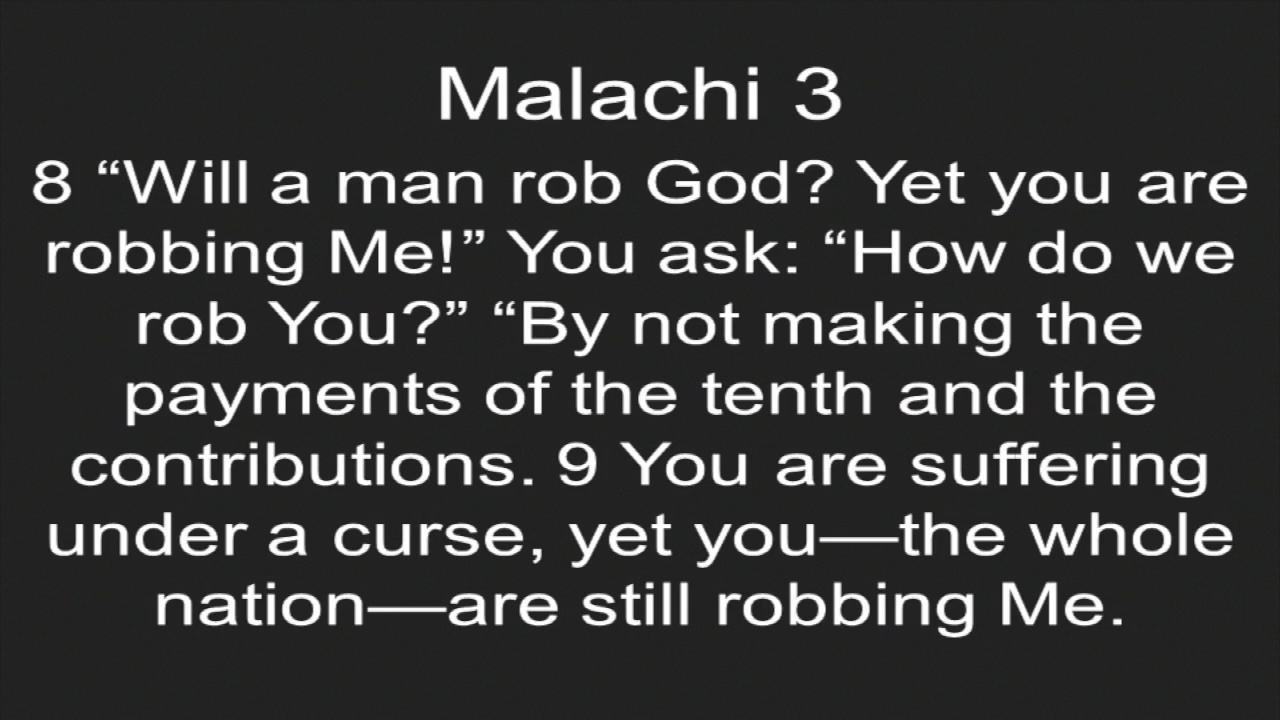 Malachi 3
8 “Will a man rob God? Yet you are
robbing Me!” You ask: “How do we
rob You?” “By not making the
payments of the tenth and the
contributions. 9 You are suffering
under a curse, yet you—the whole
nation—are still robbing Me.